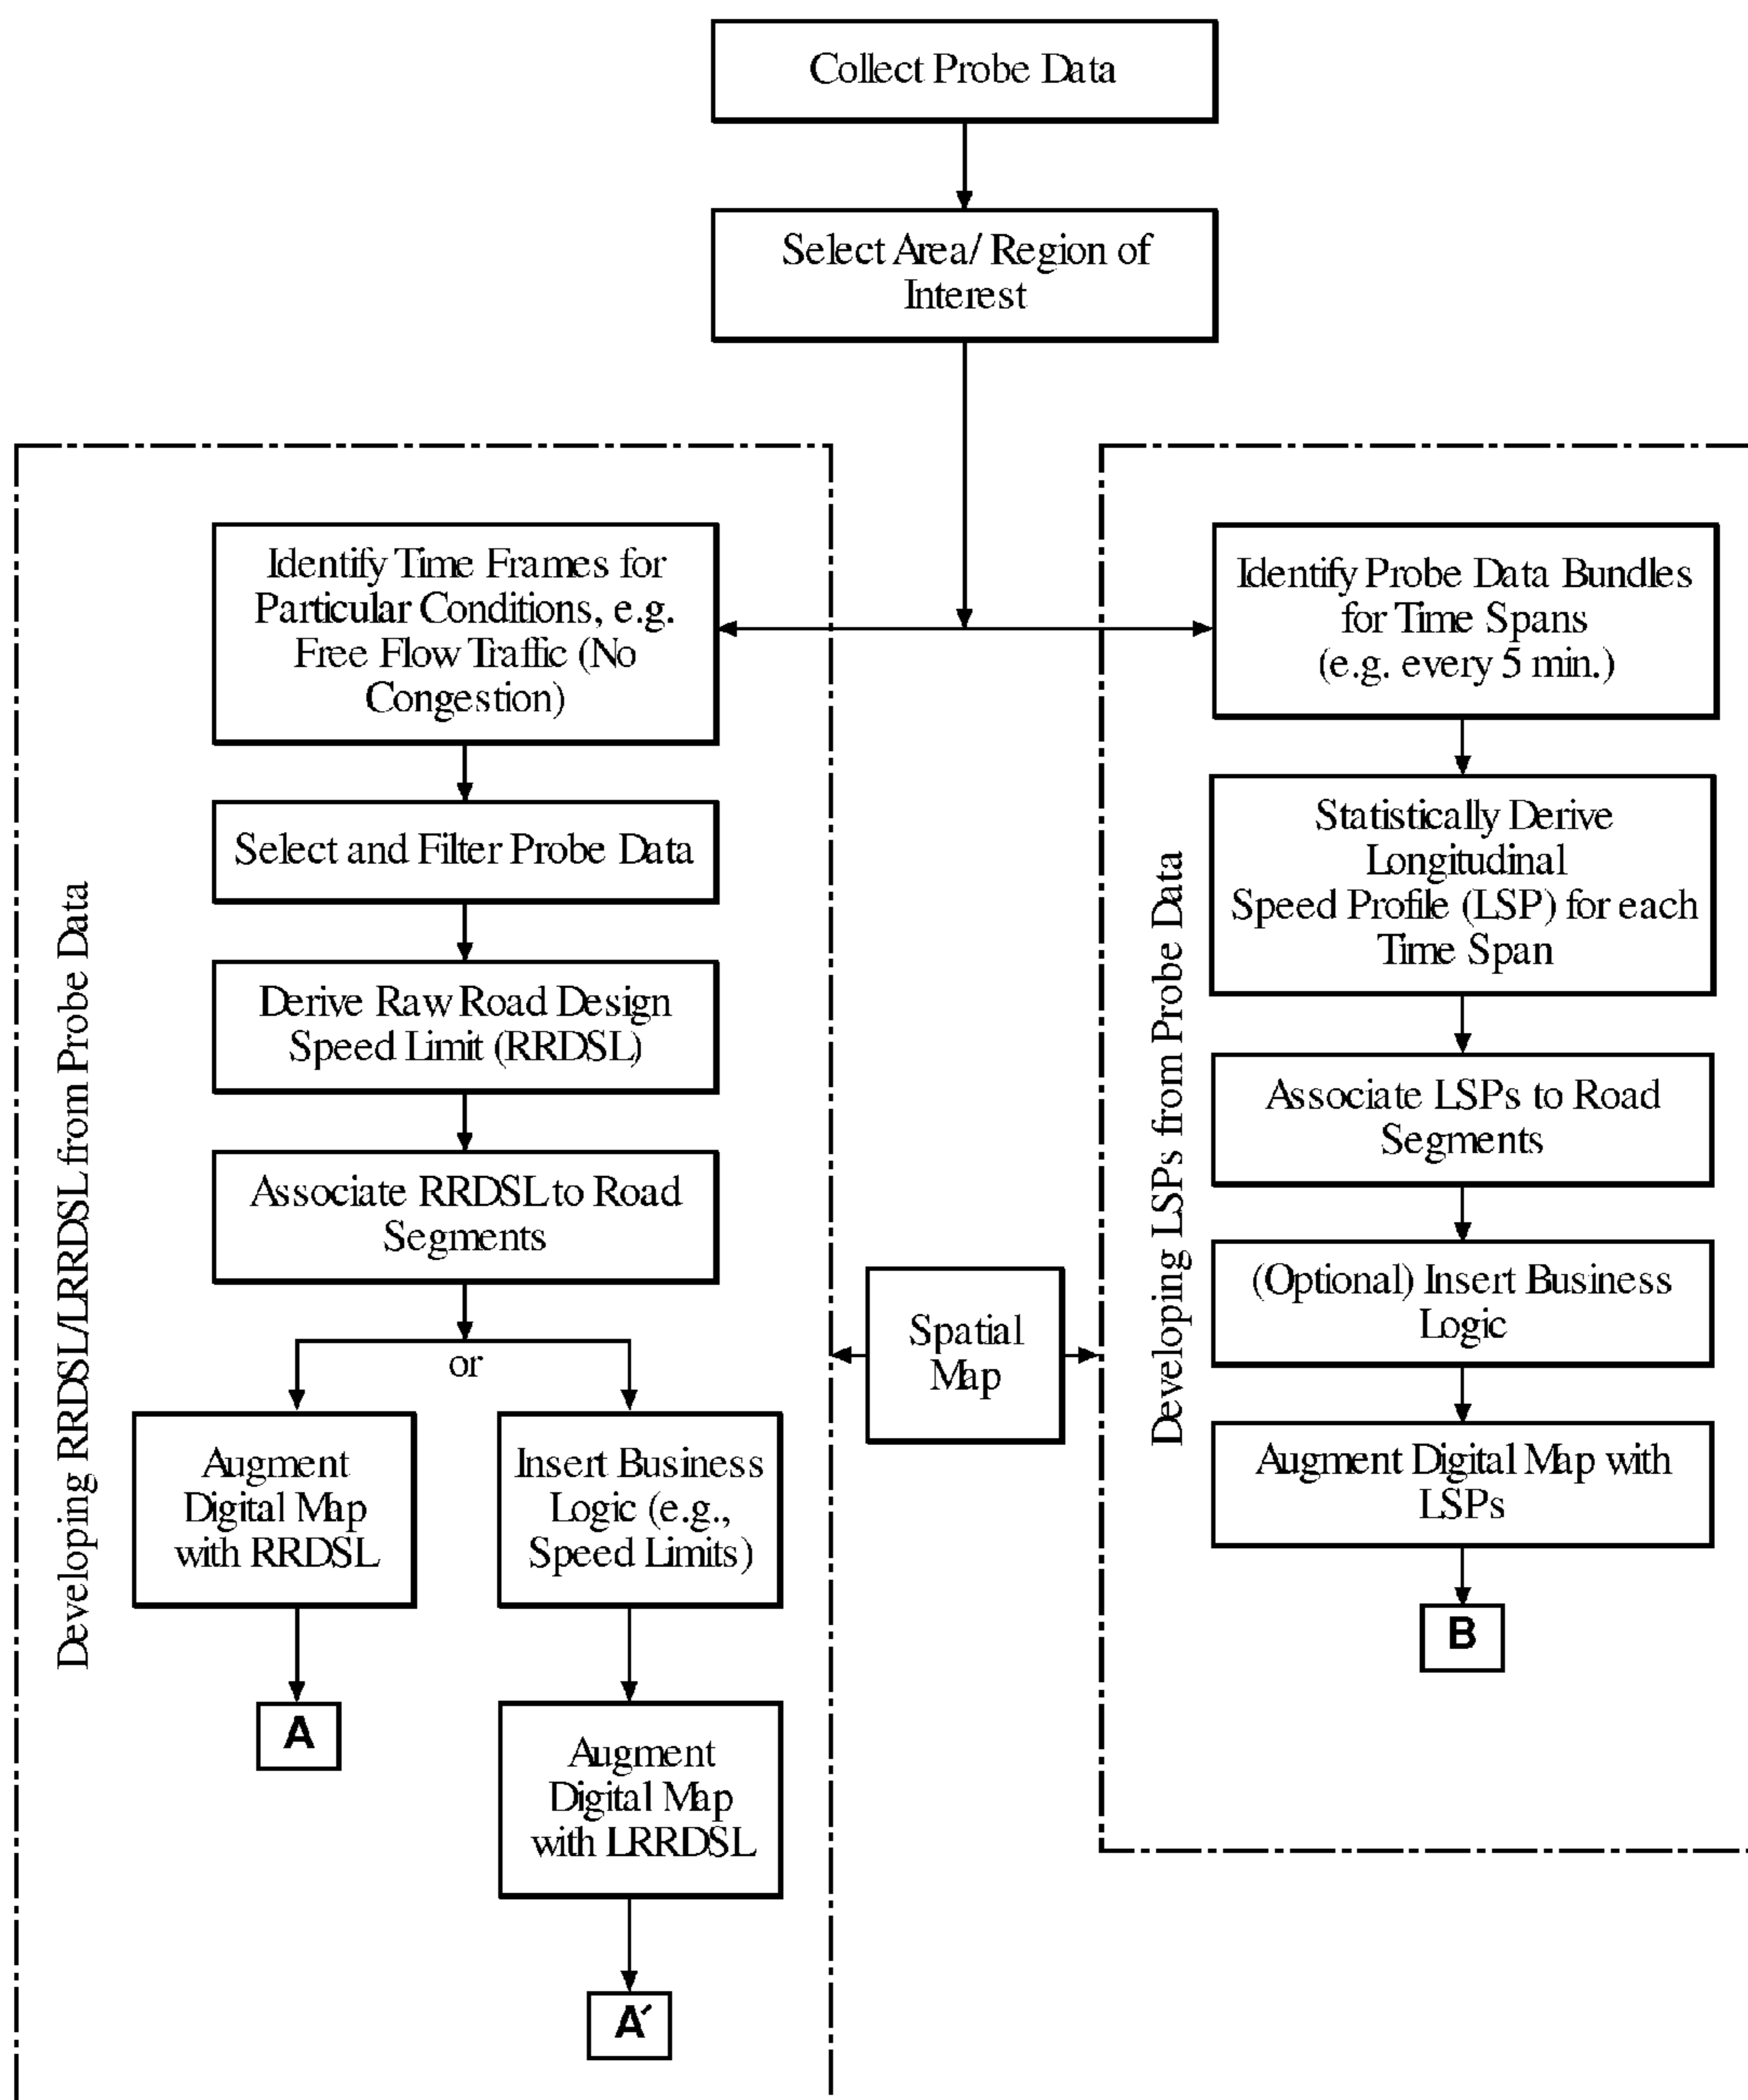 Collect Probe Data
Select Area/ Region of
Interest
Developing RRDSL/LRRDSL from Probe Data
Identify Time Frames for
Particular Conditions, e.g.
Free Flow Traffic (No
Congestion)
Select and Filter Probe Data
Derive Raw Road Design
Speed Limit (RRDSL)
Associate RRDSL to Road
Segments
or
Augment
Digital Map
with RRDSL
A
Insert Business
Logic (e.g.,
Speed Limits)
Augment
Digital Map
with LRRDSL
A´
Spatial
Map
Developing LSPs from Probe Data
Identify Probe Data Bundles
for Time Spans
(e.g. every 5 min.)
Statistically Derive
Longitudinal
Speed Profile (LSP) for each
Time Span
Associate LSPs to Road
Segments
(Optional) Insert Business
Logic
Augment Digital Map with
LSPs
B